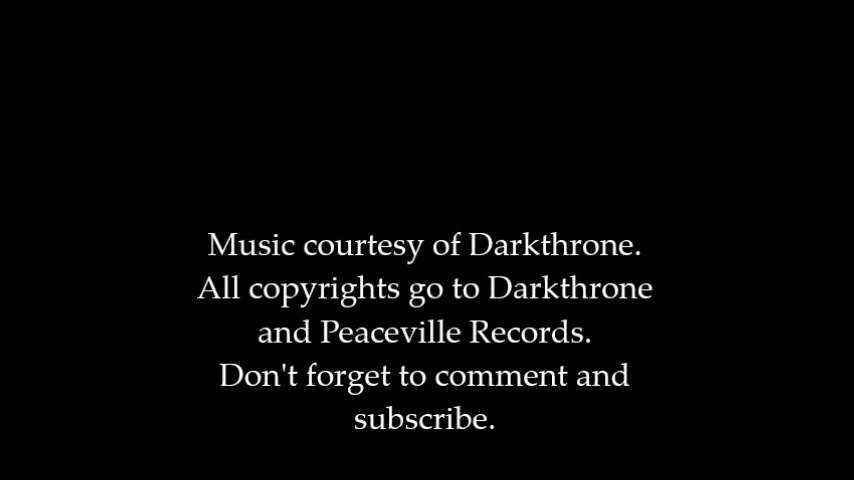 Music courtesy of Darkthrone.
All copyrights go to Darkthrone
and Peaceville Records.
Don't forget to comment and
subscribe.